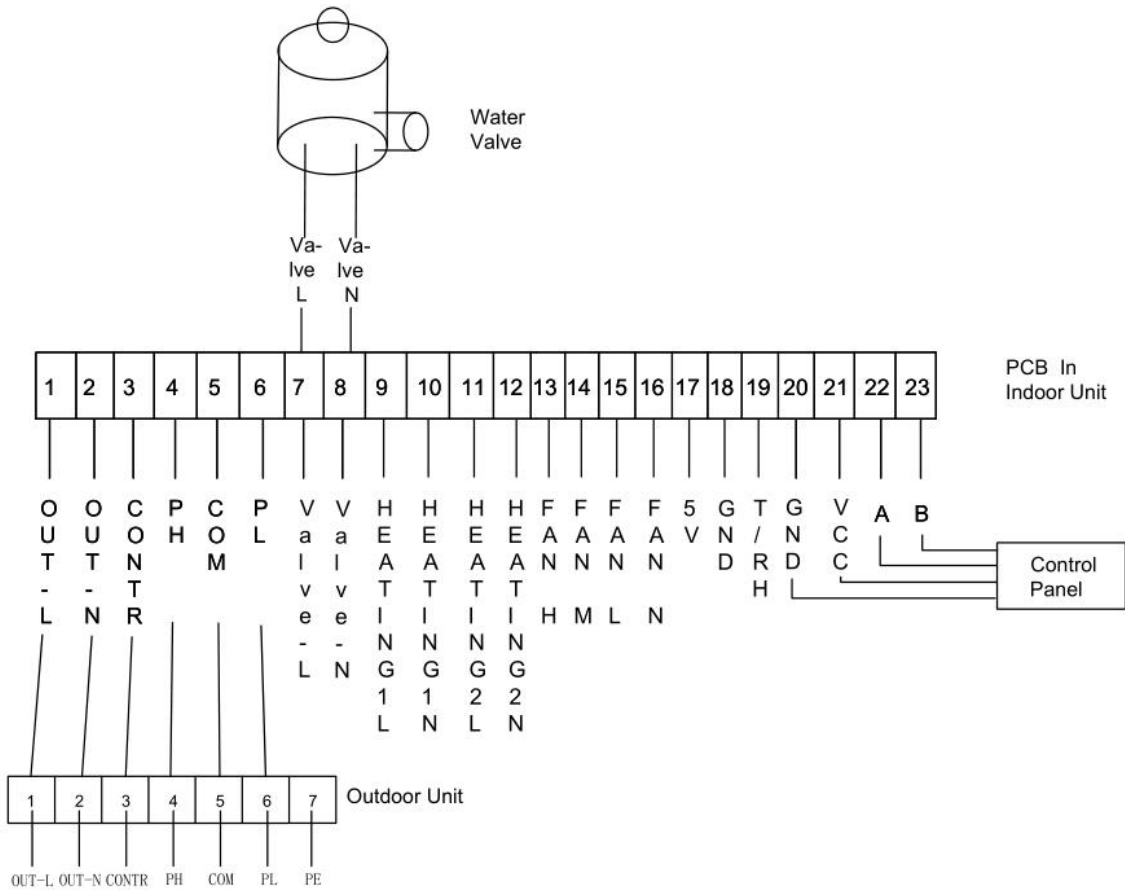 Water
Valve
Va-
lve
L
Va-
lve
N
PCB In
Indoor Unit
1 2 3 4 5 6 7 8 9 10 11 12 13 14 15 16 17 18 19 20 21 22 23
OUT-L
OUT-N
CONTR
PH
COM
PL
Valve-L
Valve-N
HEATING1L
HEATING1N
HEATING2L
HEATING2N
FAN H
FAN M
FAN L
FAN N
5V
GND
T/RH
GND
VCC
A
B
Control
Panel
1 2 3 4 5 6 7
Outdoor Unit
OUT-L OUT-N CONTR PH COM PL PE